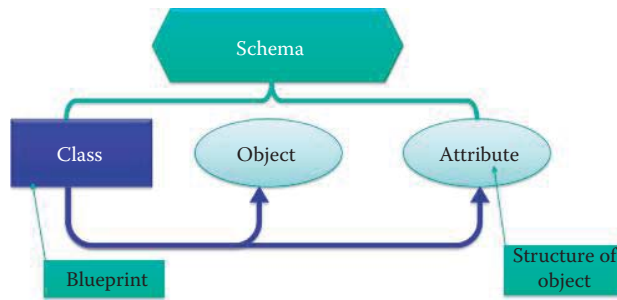 Schema
Class
Object
Attribute
Blueprint
Structure of
object